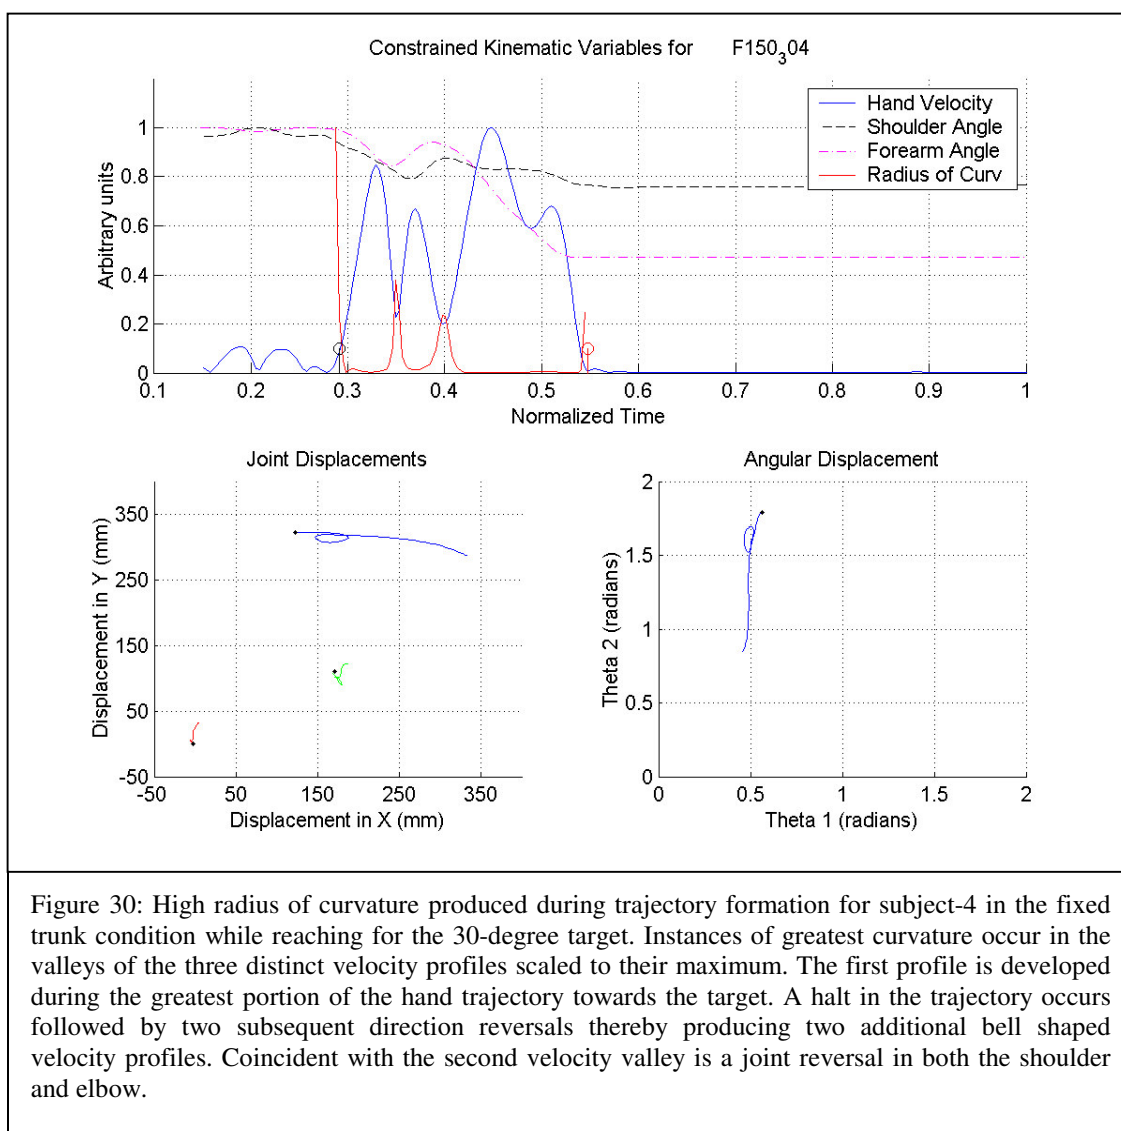 Constrained Kinematic Variables for F150304
Hand Velocity
Shoulder Angle
Forearm Angle
Radius of Curv
Arbitrary units
1
0.8
0.6
0.4
0.2
0
0.1 0.2 0.3 0.4 0.5 0.6 0.7 0.8 0.9 1
Normalized Time
Joint Displacements
Displacement in Y (mm)
350
250
150
50
-50
-50 50 150 250 350
Displacement in X (mm)
Angular Displacement
Theta 2 (radians)
2
1.5
1
0.5
0
0 0.5 1 1.5 2
Theta 1 (radians)
Figure 30: High radius of curvature produced during trajectory formation for subject-4 in the fixed
trunk condition while reaching for the 30-degree target. Instances of greatest curvature occur in the
valleys of the three distinct velocity profiles scaled to their maximum. The first profile is developed
during the greatest portion of the hand trajectory towards the target. A halt in the trajectory occurs
followed by two subsequent direction reversals thereby producing two additional bell shaped
velocity profiles. Coincident with the second velocity valley is a joint reversal in both the shoulder
and elbow.